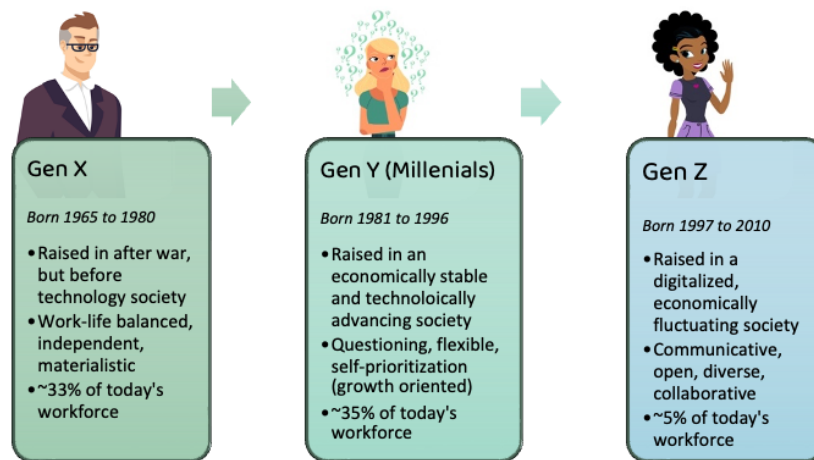 Gen X
Born 1965 to 1980
•Raised in after war,
but before
technology society
•Work-life balanced,
independent,
materialistic
•~33% of today's
workforce
Gen Y (Millenials)
Born 1981 to 1996
•Raised in an
economically stable
and technoloically
advancing society
•Questioning, flexible,
self-prioritization
(growth oriented)
•~35% of today's
workforce
Gen Z
Born 1997 to 2010
•Raised in a
digitalized,
economically
fluctuating society
•Communicative,
open, diverse,
collaborative
•~5% of today's
workforce